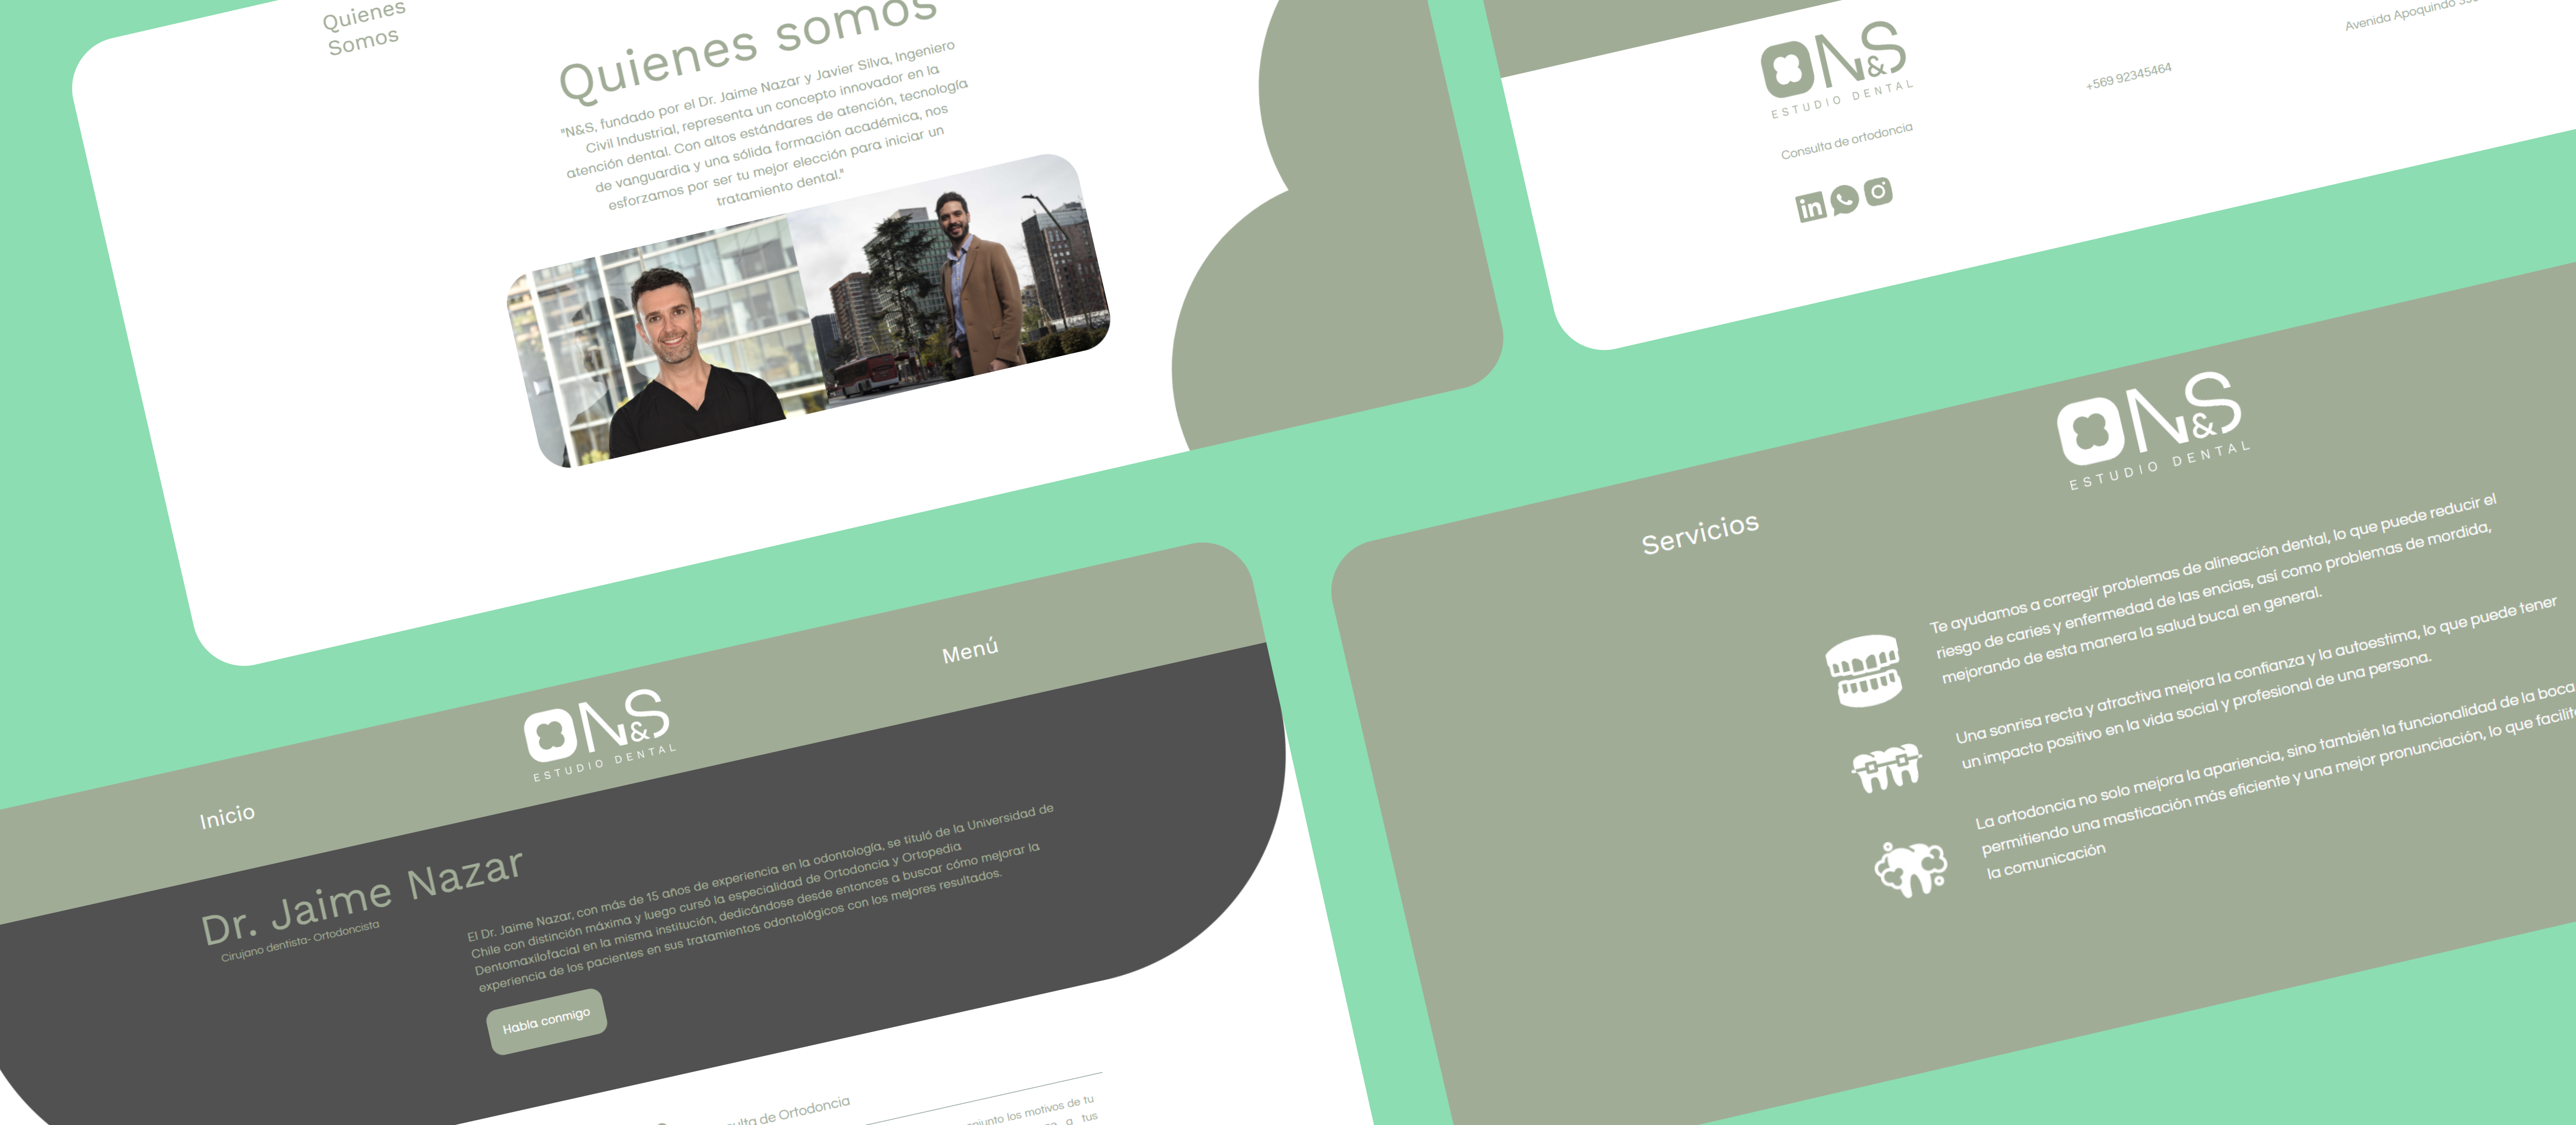 Quienes
Somos
Quienes somos
"N&S, fundado por el Dr. Jaime Nazar y Javier Silva, Ingeniero
Civil Industrial, representa un concepto innovador en la
atención dental. Con altos estándares de atención, tecnología
de vanguardia y una sólida formación académica, nos
esforzamos por ser tu mejor elección para iniciar un
tratamiento dental."
N&S
ESTUDIO DENTAL
Consulta de ortodoncia
in
+569 92345464
Avenida Apoquindo
Inicio
N&S
ESTUDIO DENTAL
Menú
Dr. Jaime Nazar
Cirujano dentista- Ortodoncista
El Dr. Jaime Nazar, con más de 15 años de experiencia en la odontología, se tituló de la Universidad de
Chile con distinción máxima y luego cursó la especialidad de Ortodoncia y Ortopedia
Dentomaxilofacial en la misma institución, dedicándose desde entonces a buscar cómo mejorar la
experiencia de los pacientes en sus tratamientos odontológicos con los mejores resultados.
Habla conmigo
de Ortodoncia
los motivos de tu
a tus
Servicios
N&S
ESTUDIO DENTAL
Te ayudamos a corregir problemas de alineación dental, lo que puede reducir el
riesgo de caries y enfermedad de las encías, así como problemas de mordida,
mejorando de esta manera la salud bucal en general.
Una sonrisa recta y atractiva mejora la confianza y la autoestima, lo que puede tener
un impacto positivo en la vida social y profesional de una persona.
La ortodoncia no solo mejora la apariencia, sino también la funcionalidad de la boca
permitiendo una masticación más eficiente y una mejor pronunciación, lo que
la comunicación